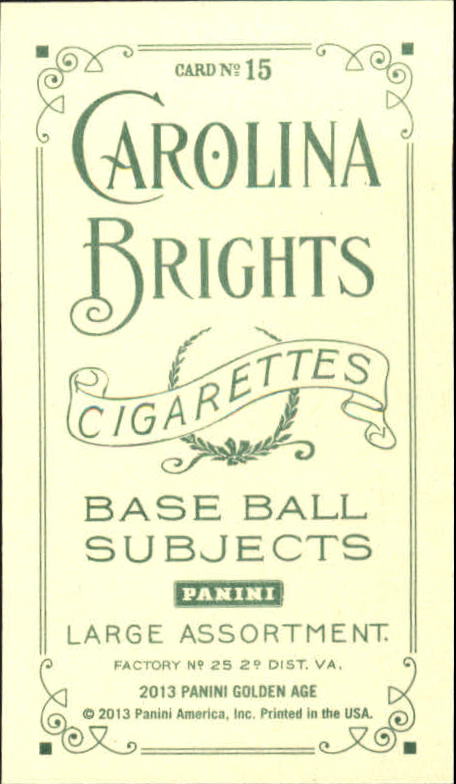 CARD Nº 15
CAROLINA
BRIGHTS
CIGARETTES
BASE BALL
SUBJECTS
PANINI
LARGE ASSORTMENT.
FACTORY Nº 25 2º DIST. VA.
2013 PANINI GOLDEN AGE
© 2013 Panini America, Inc. Printed in the USA.